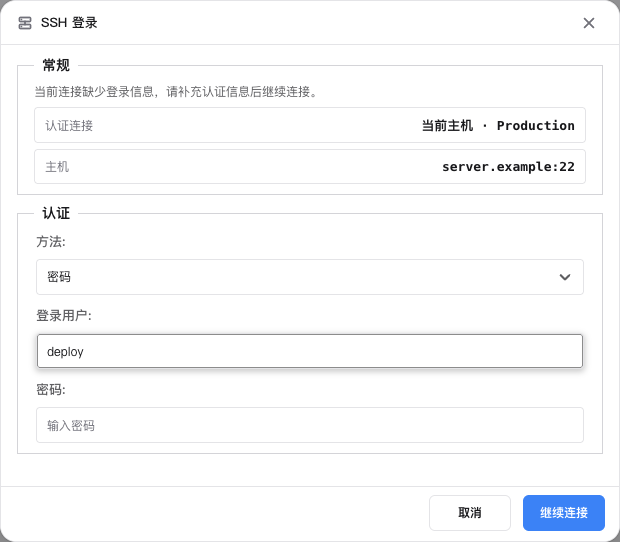 SSH 登录
常规
当前连接缺少登录信息，请补充认证信息后继续连接。
认证连接 当前主机 · Production
主机 server.example:22
认证
方法:
密码
登录用户:
deploy
密码:
输入密码
取消 继续连接